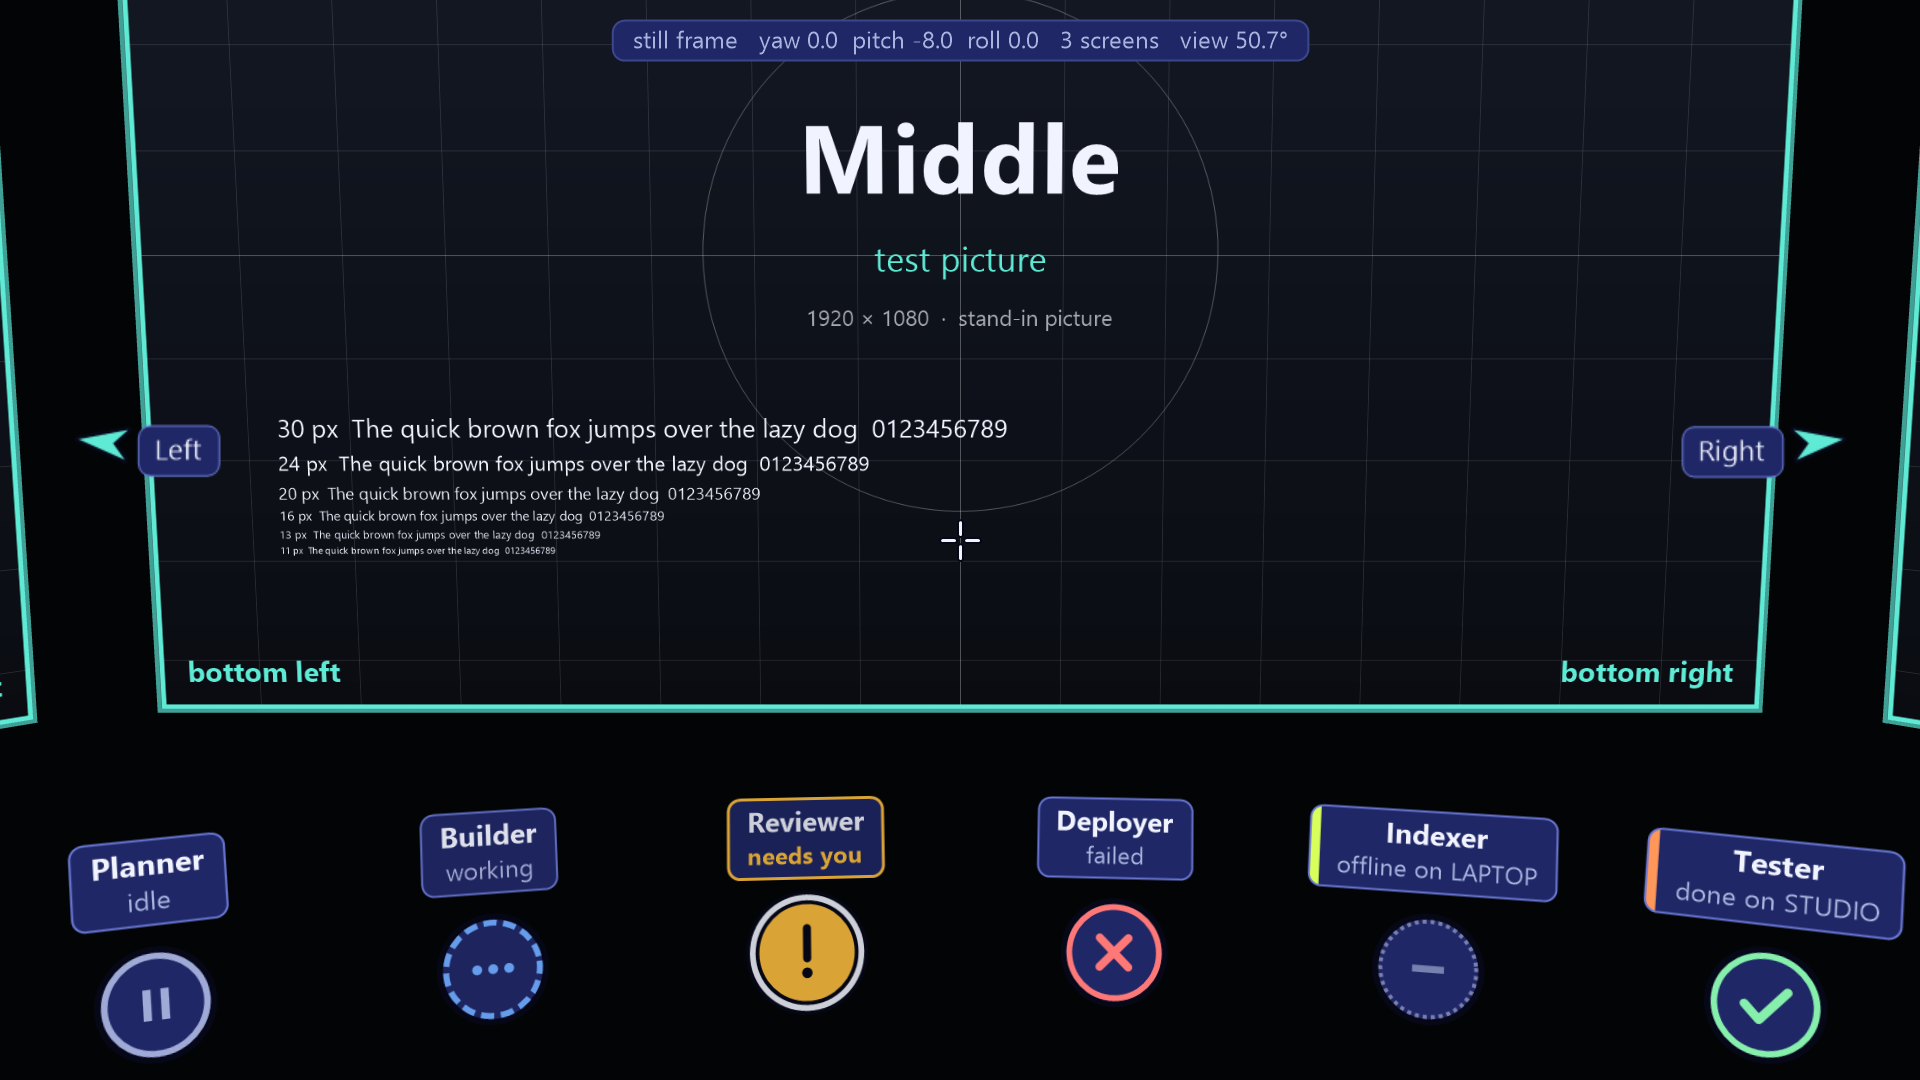 still frame yaw 0.0 pitch -8.0 roll 0.0 3 screens view 50.7°
Middle
test picture
1920 × 1080 · stand-in picture
30 px The quick brown fox jumps over the lazy dog 0123456789
Left
Right
24 px The quick brown fox jumps over the lazy dog 0123456789
20 px The quick brown fox jumps over the lazy dog 0123456789
16 px The quick brown fox jumps over the lazy dog 0123456789
13 px The quick brown fox jumps over the lazy dog 0123456789
11 px The quick brown fox jumps over the lazy dog 0123456789
bottom left
bottom right
Planner
idle
Builder
working
Reviewer
needs you
Deployer
failed
Indexer
offline on LAPTOP
Tester
done on STUDIO